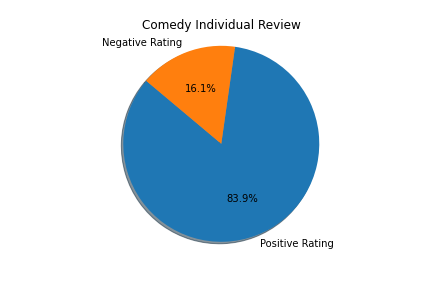 Comedy Individual Review
Negative Rating
16.1%
83.9%
Positive Rating